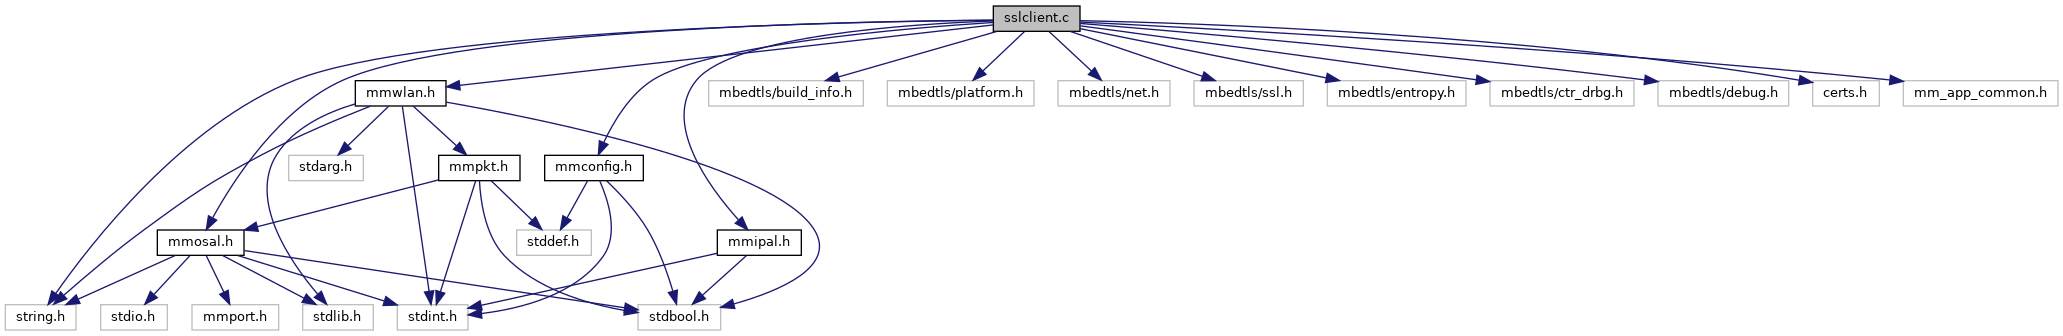 sslclient.c
mmwlan.h
mbedtls/build_info.h
mbedtls/platform.h
mbedtls/net.h
mbedtls/ssl.h
mbedtls/entropy.h
mbedtls/ctr_drbg.h
mbedtls/debug.h
certs.h
mm_app_common.h
stdarg.h
mmpkt.h
mmconfig.h
mmosal.h
stddef.h
mmipal.h
string.h
stdio.h
mmport.h
stdlib.h
stdint.h
stdbool.h